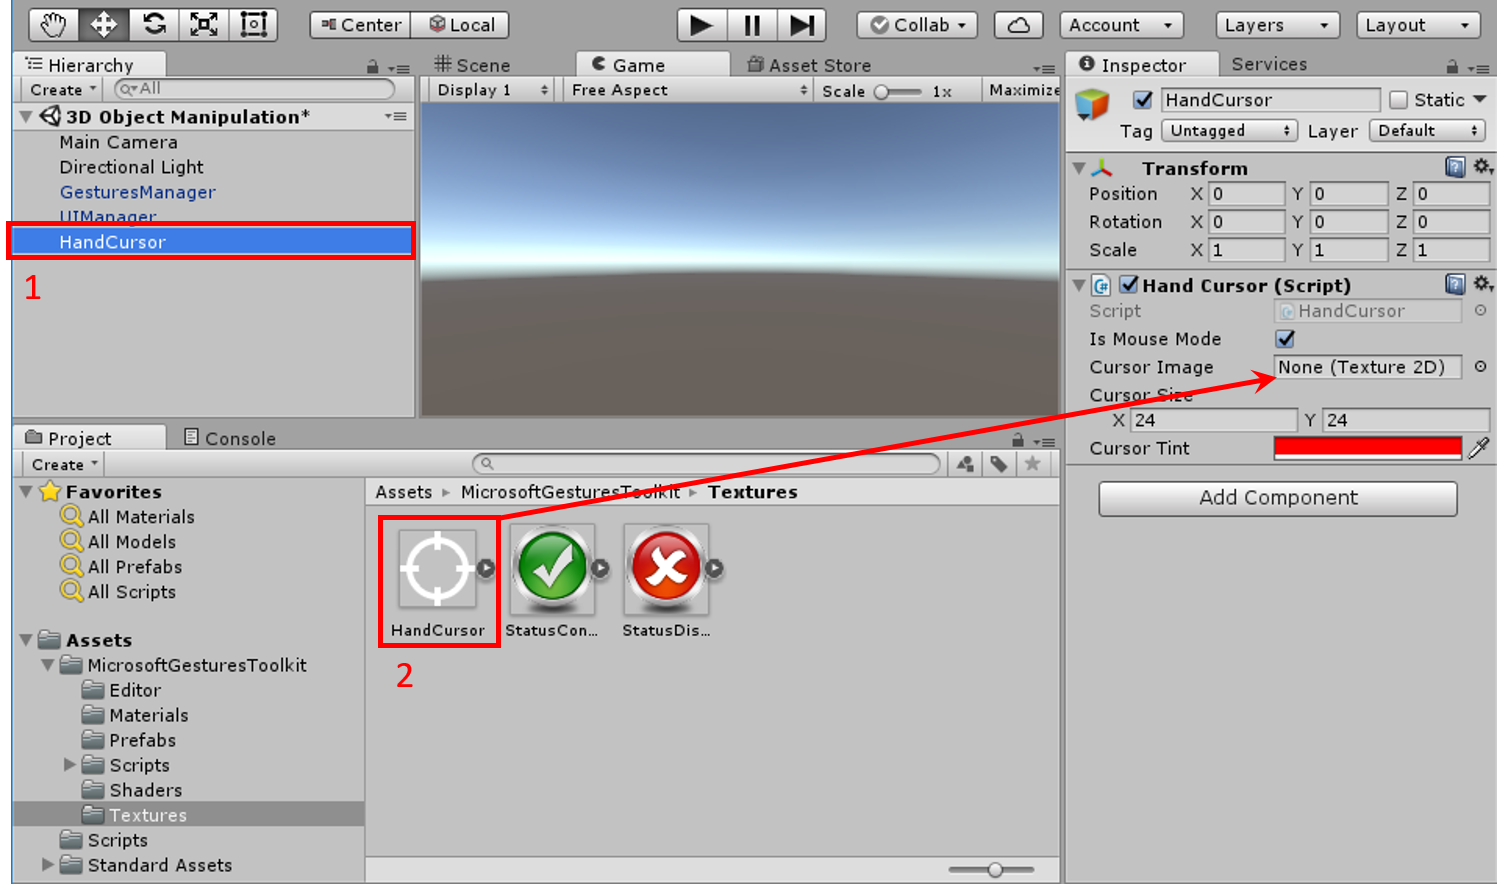 Center Local Collab Account Layers Layout
Hierarchy
Create All
3D Object Manipulation*
Main Camera
Directional Light
GesturesManager
UIManager
HandCursor
1
Scene Game Asset Store
Display 1 Free Aspect Scale 1x Maximize
Inspector Services
HandCursor Static
Tag Untagged Layer Default
Transform
Position X 0 Y 0 Z 0
Rotation X 0 Y 0 Z 0
Scale X 1 Y 1 Z 1
Hand Cursor (Script)
Script HandCursor
Is Mouse Mode
Cursor Image None (Texture 2D)
Cursor Size
X 24 Y 24
Cursor Tint
Add Component
Project Console
Create
Favorites
All Materials
All Models
All Prefabs
All Scripts
Assets
MicrosoftGesturesToolkit
Editor
Materials
Prefabs
Scripts
Shaders
Textures
Scripts
Standard Assets
Assets MicrosoftGesturesToolkit Textures
HandCursor StatusCon... StatusDis...
2